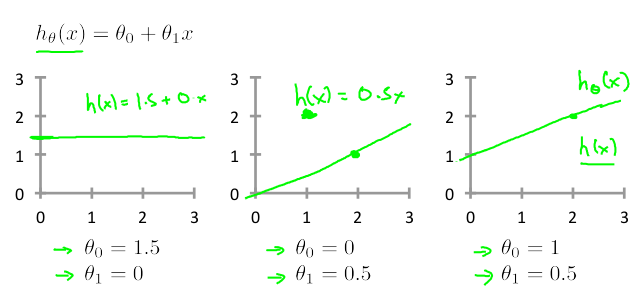 h_θ(x) = θ₀ + θ₁x
3
2
1
0
0 1 2 3
h(x) = 1.5 + 0·x
θ₀ = 1.5
θ₁ = 0
3
2
1
0
0 1 2 3
h(x) = 0.5x
θ₀ = 0
θ₁ = 0.5
3
2
1
0
0 1 2 3
h_θ(x)
h(x)
θ₀ = 1
θ₁ = 0.5